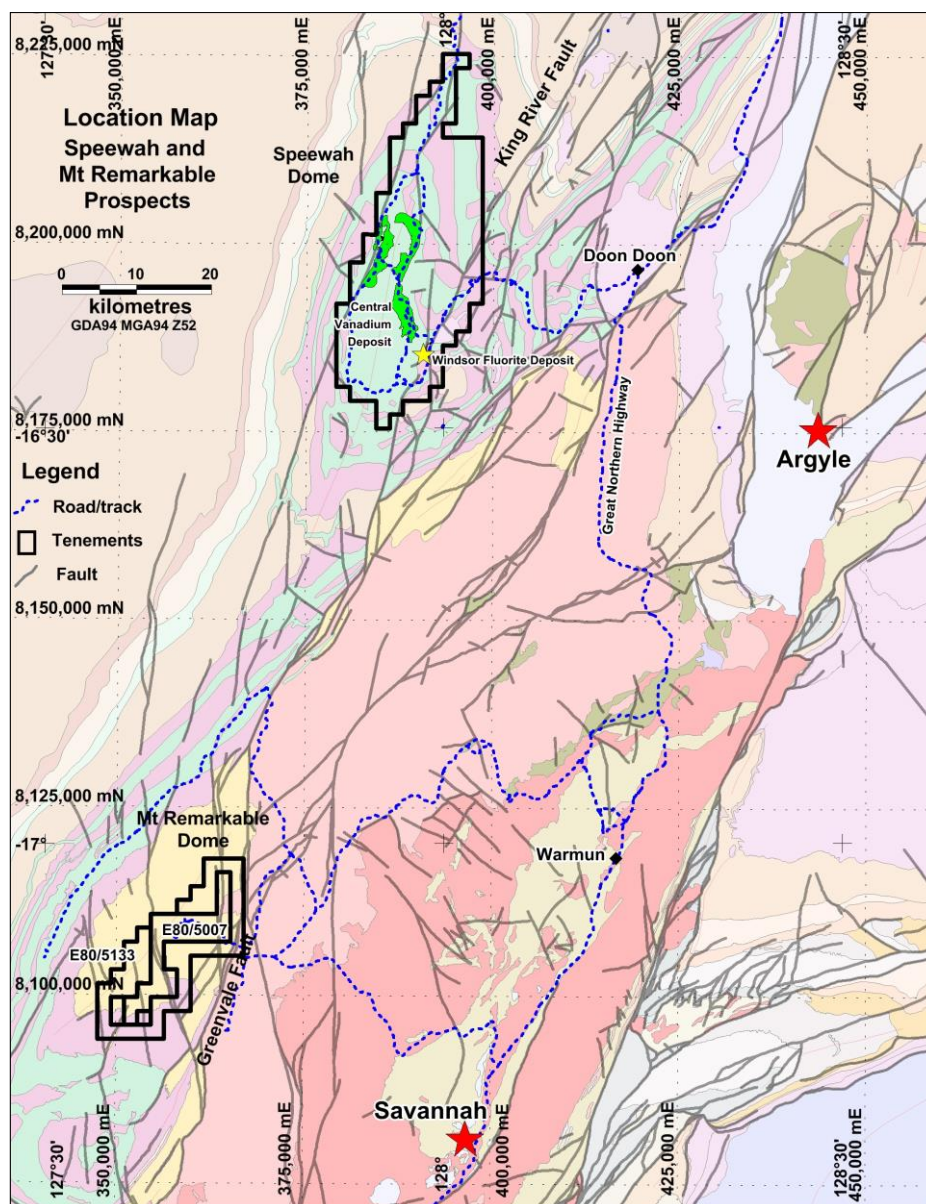 8,225,000 mN
127°30'
350,000 mE
375,000 mE
128°
400,000 mE
King River Fault
425,000 mE
128°30'
450,000 mE
Location Map
Speewah and
Mt Remarkable
Prospects
Speewah
Dome
8,200,000 mN
0 10 20
kilometres
GDA94 MGA94 Z52
Doon Doon
Central
Vanadium
Deposit
Windsor Fluorite Deposit
8,175,000 mN
-16°30'
Great Northern Highway
Argyle
Legend
Road/track
Tenements
Fault
8,150,000 mN
8,125,000 mN
Mt Remarkable
Dome
-17°
Warmun
E80/5007
E80/5133
8,100,000 mN
Greenvale Fault
Savannah
127°30'
350,000 mE
375,000 mE
128°
400,000 mE
425,000 mE
128°30'
450,000 mE